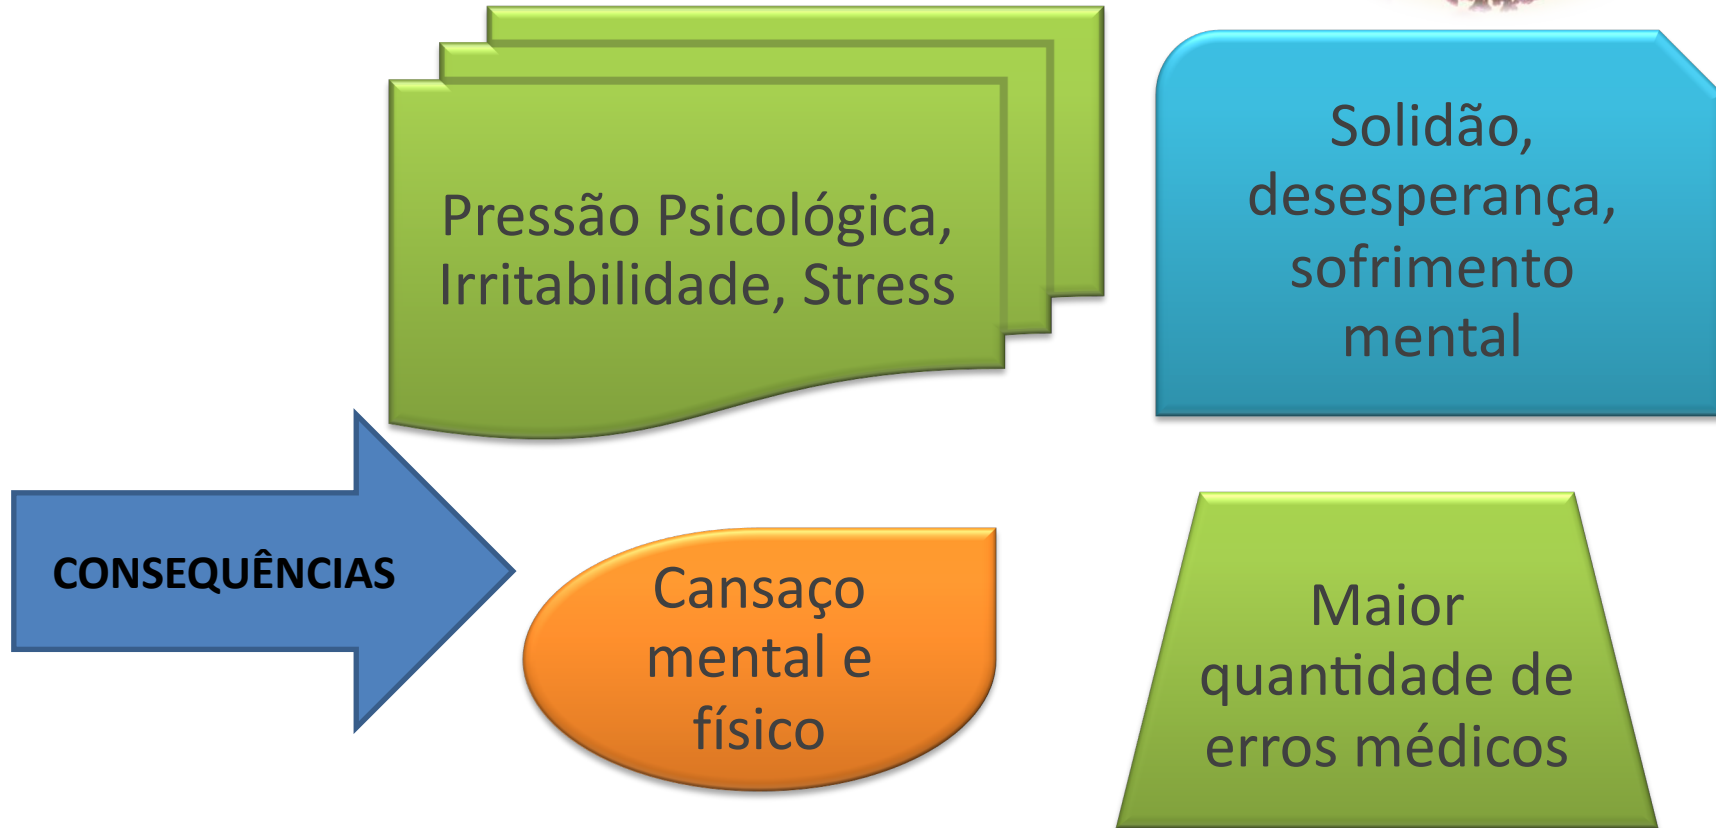 Pressão Psicológica,
Irritabilidade, Stress
Solidão,
desesperança,
sofrimento
mental
CONSEQUÊNCIAS
Cansaço
mental e
físico
Maior
quantidade de
erros médicos